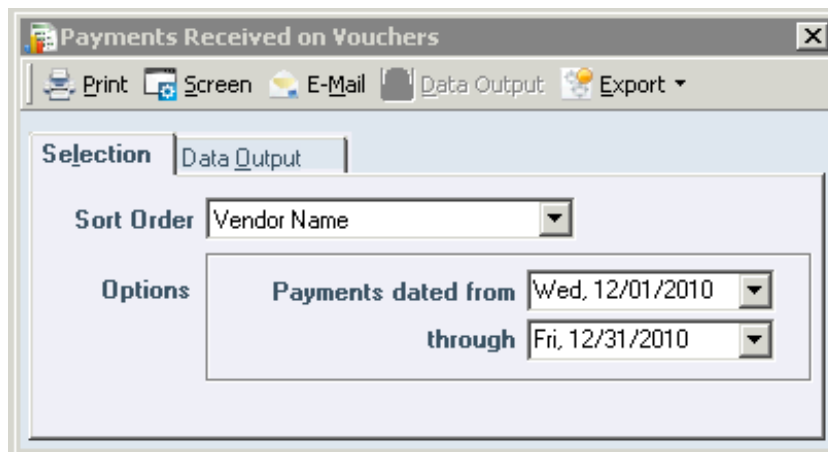 Payments Received on Vouchers
Print Screen E-Mail Data Output Export
Selection Data Output
Sort Order Vendor Name
Options Payments dated from Wed, 12/01/2010
through Fri, 12/31/2010